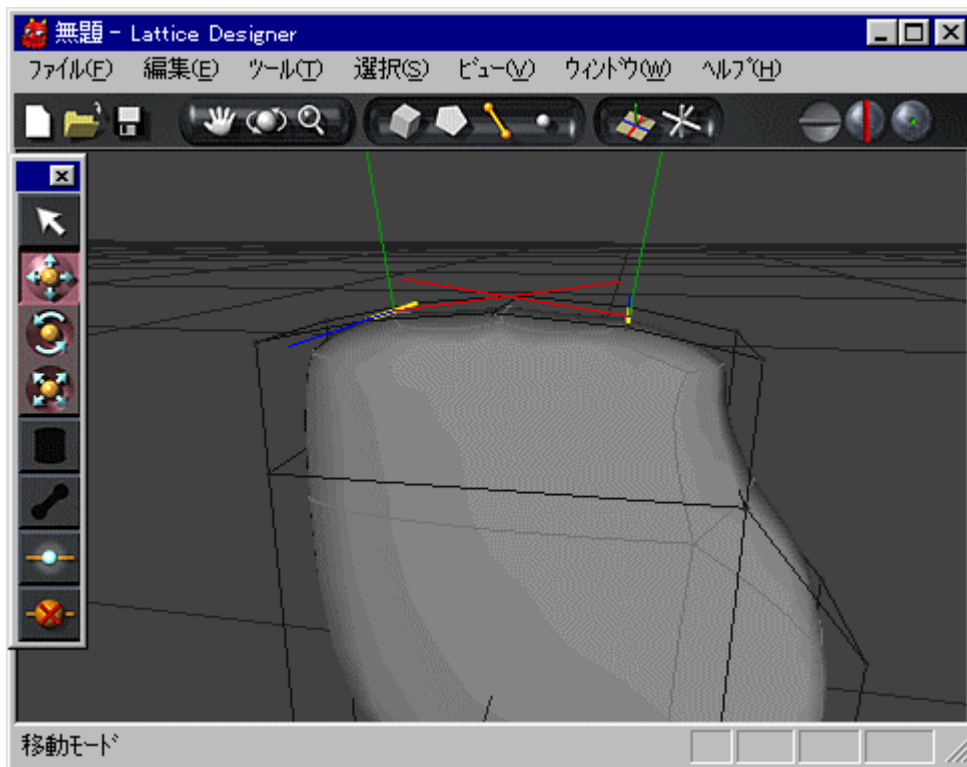 無題 - Lattice Designer
ﾌｧｲﾙ(F) 編集(E) ﾂｰﾙ(T) 選択(S) ﾋﾞｭｰ(V) ｳｨﾝﾄﾞｳ(W) ﾍﾙﾌﾟ(H)
移動ﾓｰﾄﾞ